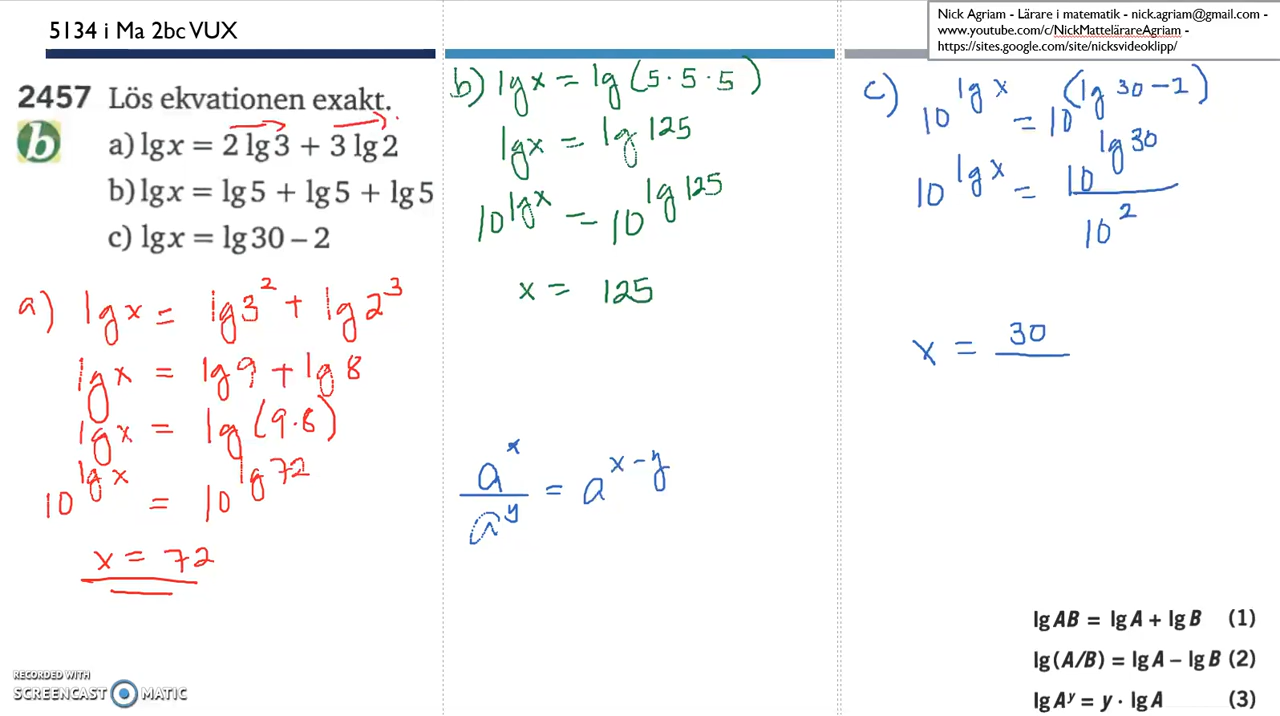 5134 i Ma 2bc VUX
Nick Agriam - Lärare i matematik - nick.agriam@gmail.com -
www.youtube.com/c/NickMattelärareAgriam -
https://sites.google.com/site/nicksvideoklipp/
2457 Lös ekvationen exakt.
b
a) lg x = 2 lg 3 + 3 lg 2
b) lg x = lg 5 + lg 5 + lg 5
c) lg x = lg 30 – 2
a) lg x = lg 3² + lg 2³
lg x = lg 9 + lg 8
lg x = lg (9·8)
10^(lg x) = 10^(lg 72)
x = 72
b) lg x = lg (5·5·5)
lg x = lg 125
10^(lg x) = 10^(lg 125)
x = 125
a^x / a^y = a^(x-y)
c) 10^(lg x) = 10^(lg 30 - 2)
10^(lg x) = 10^(lg 30) / 10²
x = 30
lg AB = lg A + lg B (1)
lg (A/B) = lg A – lg B (2)
lg A^y = y · lg A (3)
RECORDED WITH
SCREENCAST MATIC